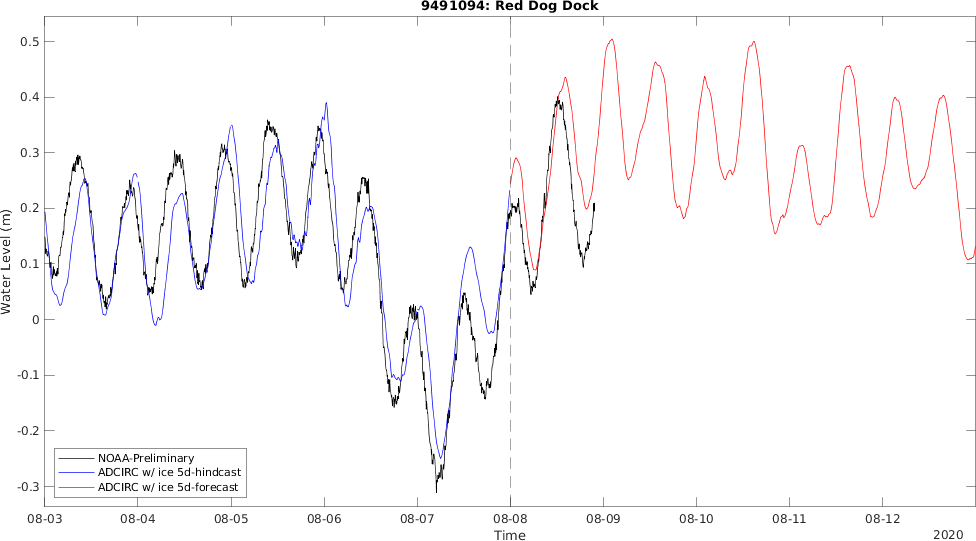 9491094: Red Dog Dock
0.5
0.4
0.3
0.2
0.1
0
-0.1
-0.2
-0.3
Water Level (m)
NOAA-Preliminary
ADCIRC w/ ice 5d-hindcast
ADCIRC w/ ice 5d-forecast
08-03 08-04 08-05 08-06 08-07 08-08 08-09 08-10 08-11 08-12
Time
2020